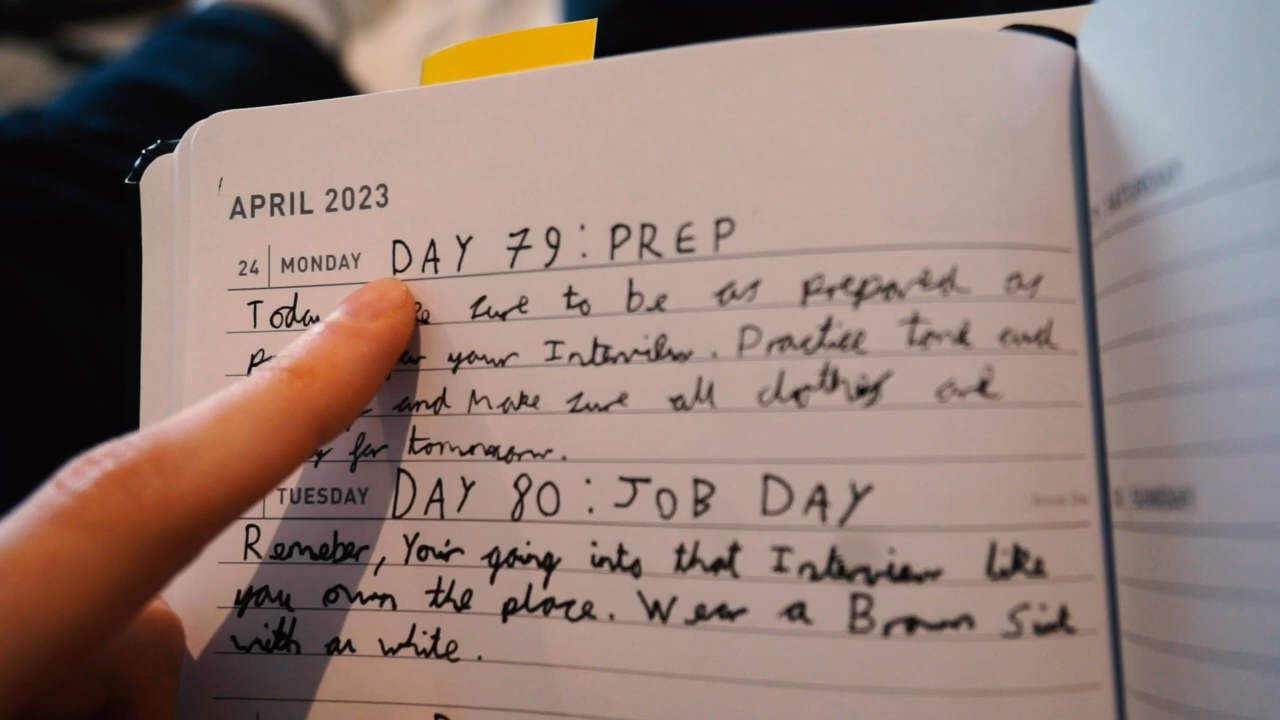 APRIL 2023
24 MONDAY DAY 79: PREP
Today sure to be as prepared as
your Interview. Practice tone and
and Make sure all clothing are
for tomorrow.
TUESDAY DAY 80: JOB DAY
Remeber, Your going into that Interview like
you own the place. Wear a Brown Suit
with a white.
SATURDAY
SUNDAY